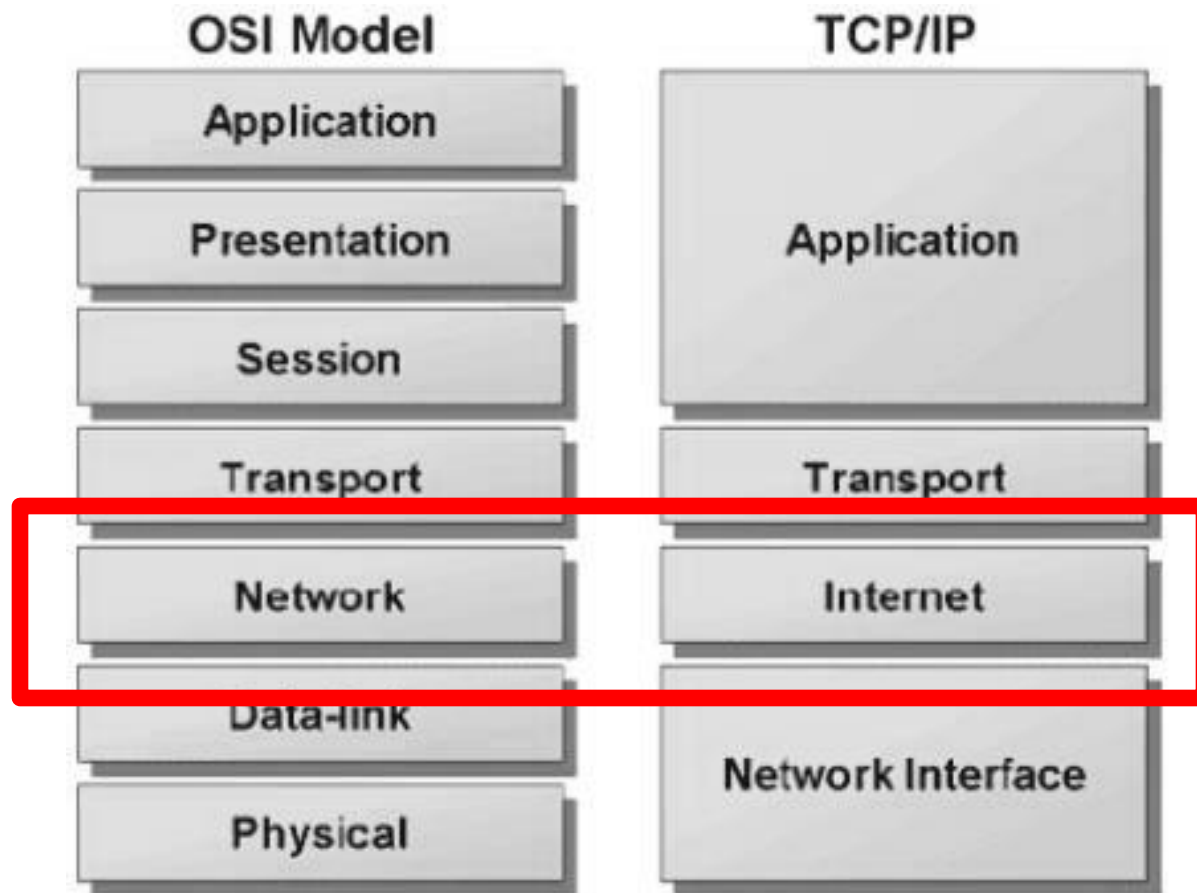 OSI Model
TCP/IP
Application
Presentation
Session
Transport
Network
Data-link
Physical
Application
Transport
Internet
Network Interface